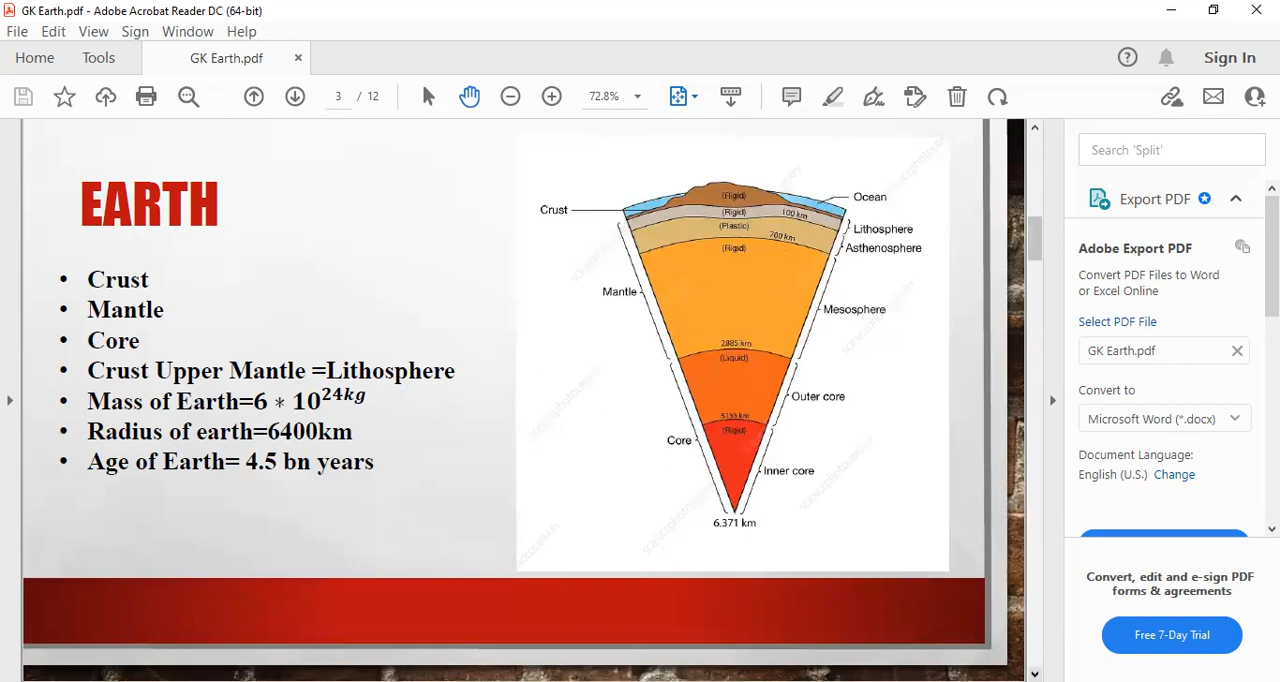 GK Earth.pdf - Adobe Acrobat Reader DC (64-bit)
File Edit View Sign Window Help
Home Tools GK Earth.pdf Sign In
3 / 12 72.8%
EARTH
• Crust
• Mantle
• Core
• Crust Upper Mantle =Lithosphere
• Mass of Earth=6 * 10^24kg
• Radius of earth=6400km
• Age of Earth= 4.5 bn years
Crust
(Rigid)
Ocean
(Rigid)
100 km
Lithosphere
(Plastic)
700 km
Asthenosphere
(Rigid)
Mantle
Mesosphere
2885 km
(Liquid)
Outer core
5155 km
(Rigid)
Core
Inner core
6.371 km
Search 'Split'
Export PDF
Adobe Export PDF
Convert PDF Files to Word
or Excel Online
Select PDF File
GK Earth.pdf
Convert to
Microsoft Word (*.docx)
Document Language:
English (U.S.) Change
Convert, edit and e-sign PDF
forms & agreements
Free 7-Day Trial